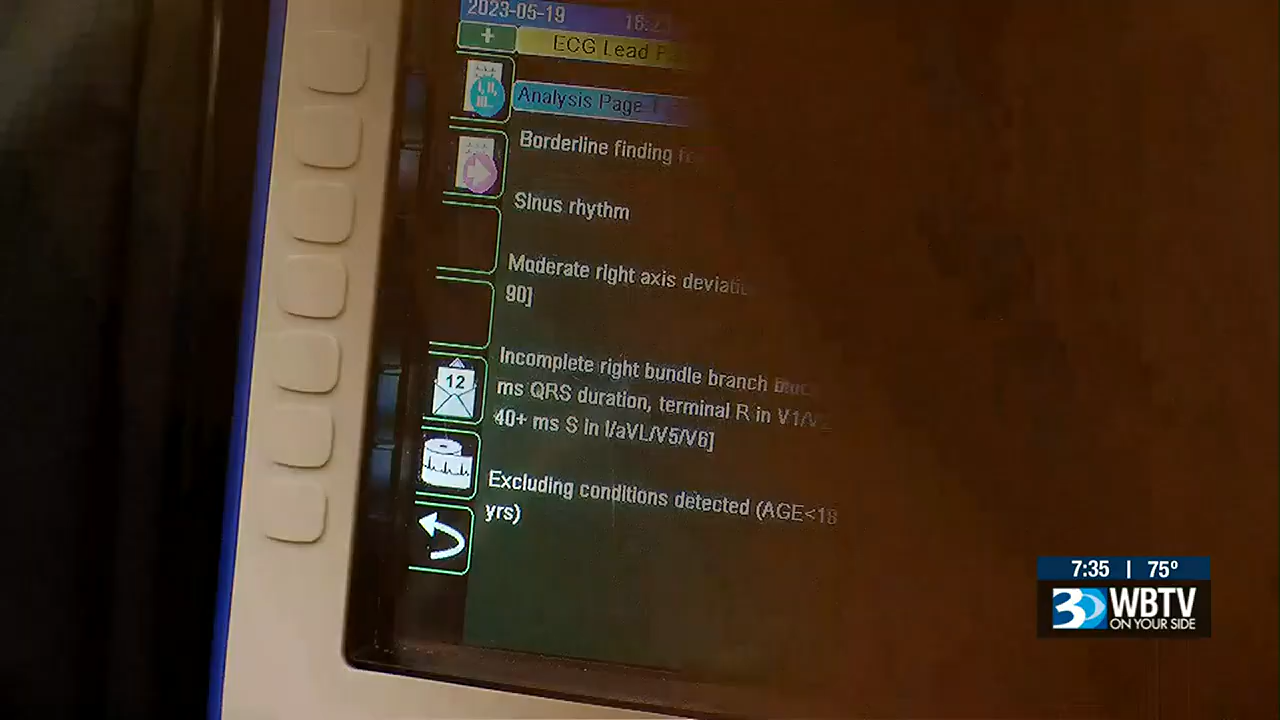 2023-05-19
+ ECG Lead
Analysis Page
Borderline finding
Sinus rhythm
Moderate right axis
90]
Incomplete right bundle branch
ms QRS duration, terminal R in V1/
40+ ms S in I/aVL/V5/V6]
Excluding conditions detected (AGE<18
yrs)
12
7:35 | 75º
3 WBTV
ON YOUR SIDE